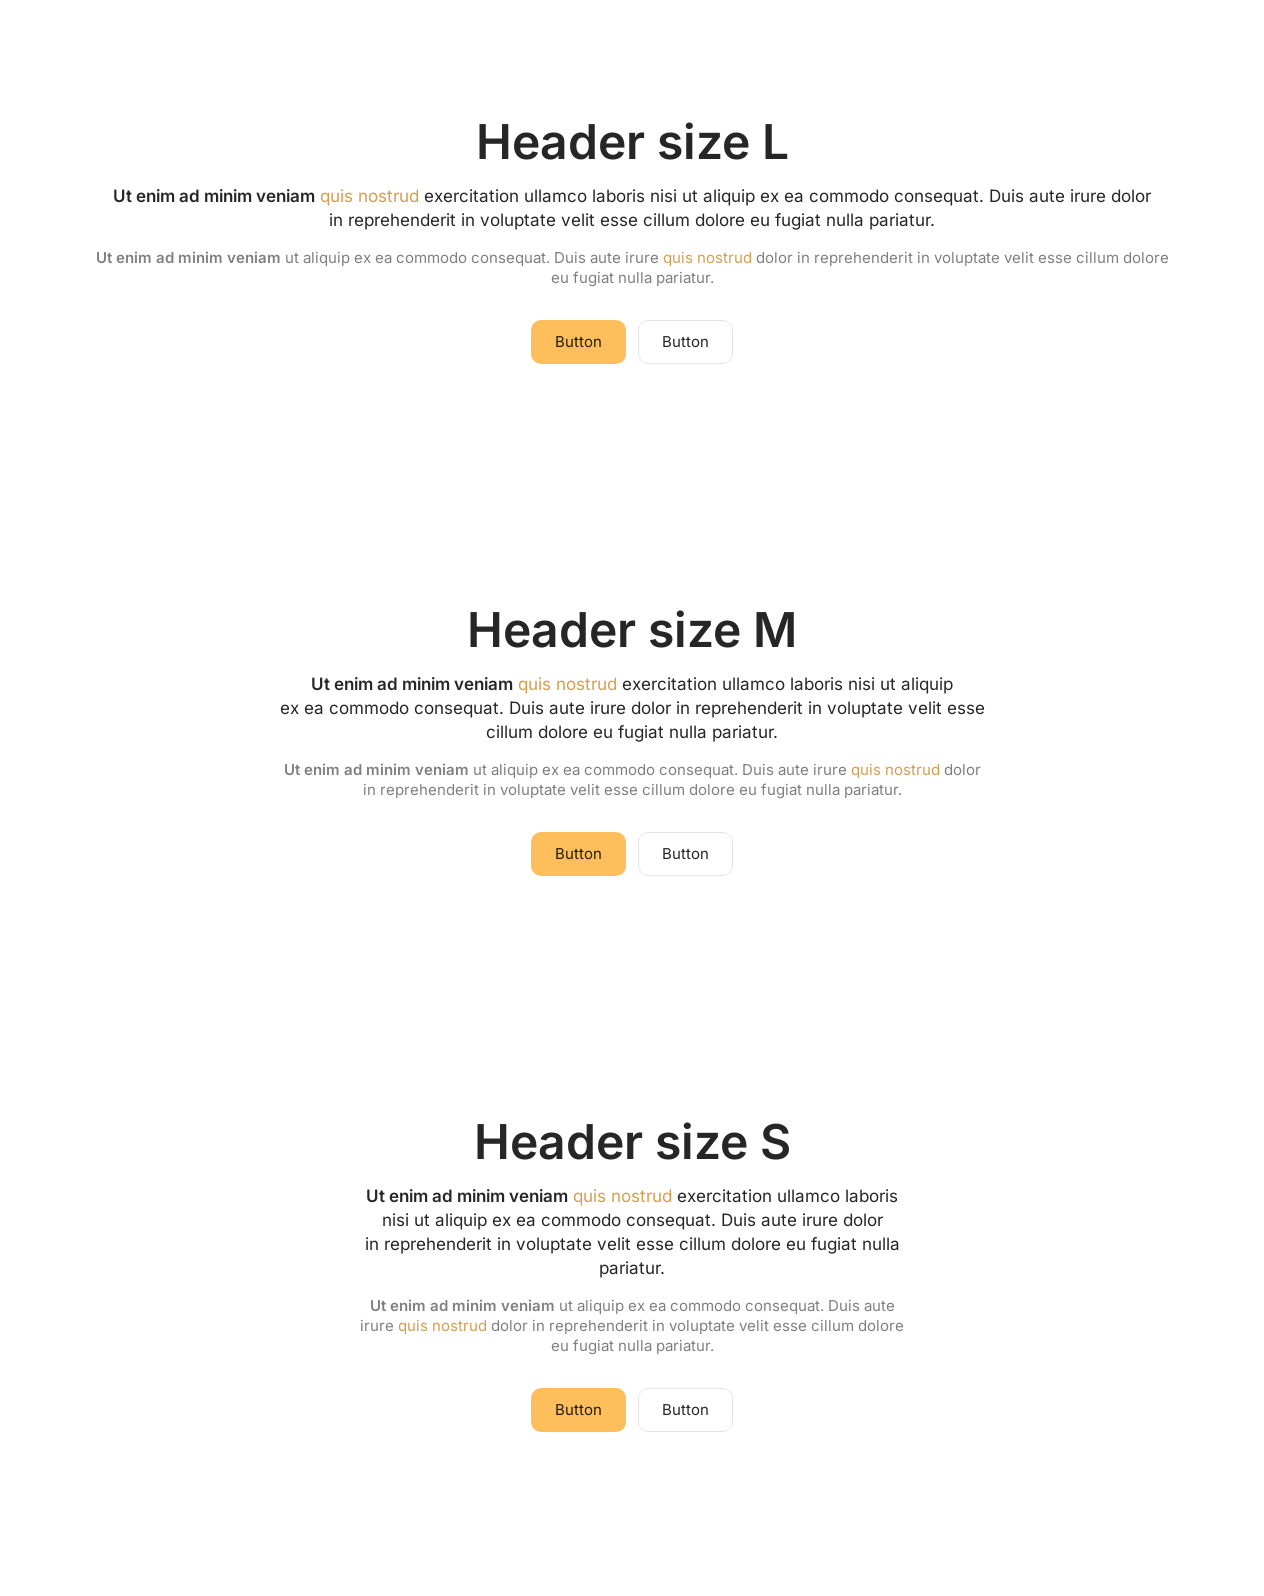 Header size L
Ut enim ad minim veniam quis nostrud exercitation ullamco laboris nisi ut aliquip ex ea commodo consequat. Duis aute irure dolor
in reprehenderit in voluptate velit esse cillum dolore eu fugiat nulla pariatur.
Ut enim ad minim veniam ut aliquip ex ea commodo consequat. Duis aute irure quis nostrud dolor in reprehenderit in voluptate velit esse cillum dolore
eu fugiat nulla pariatur.
Button Button
Header size M
Ut enim ad minim veniam quis nostrud exercitation ullamco laboris nisi ut aliquip
ex ea commodo consequat. Duis aute irure dolor in reprehenderit in voluptate velit esse
cillum dolore eu fugiat nulla pariatur.
Ut enim ad minim veniam ut aliquip ex ea commodo consequat. Duis aute irure quis nostrud dolor
in reprehenderit in voluptate velit esse cillum dolore eu fugiat nulla pariatur.
Button Button
Header size S
Ut enim ad minim veniam quis nostrud exercitation ullamco laboris
nisi ut aliquip ex ea commodo consequat. Duis aute irure dolor
in reprehenderit in voluptate velit esse cillum dolore eu fugiat nulla
pariatur.
Ut enim ad minim veniam ut aliquip ex ea commodo consequat. Duis aute
irure quis nostrud dolor in reprehenderit in voluptate velit esse cillum dolore
eu fugiat nulla pariatur.
Button Button